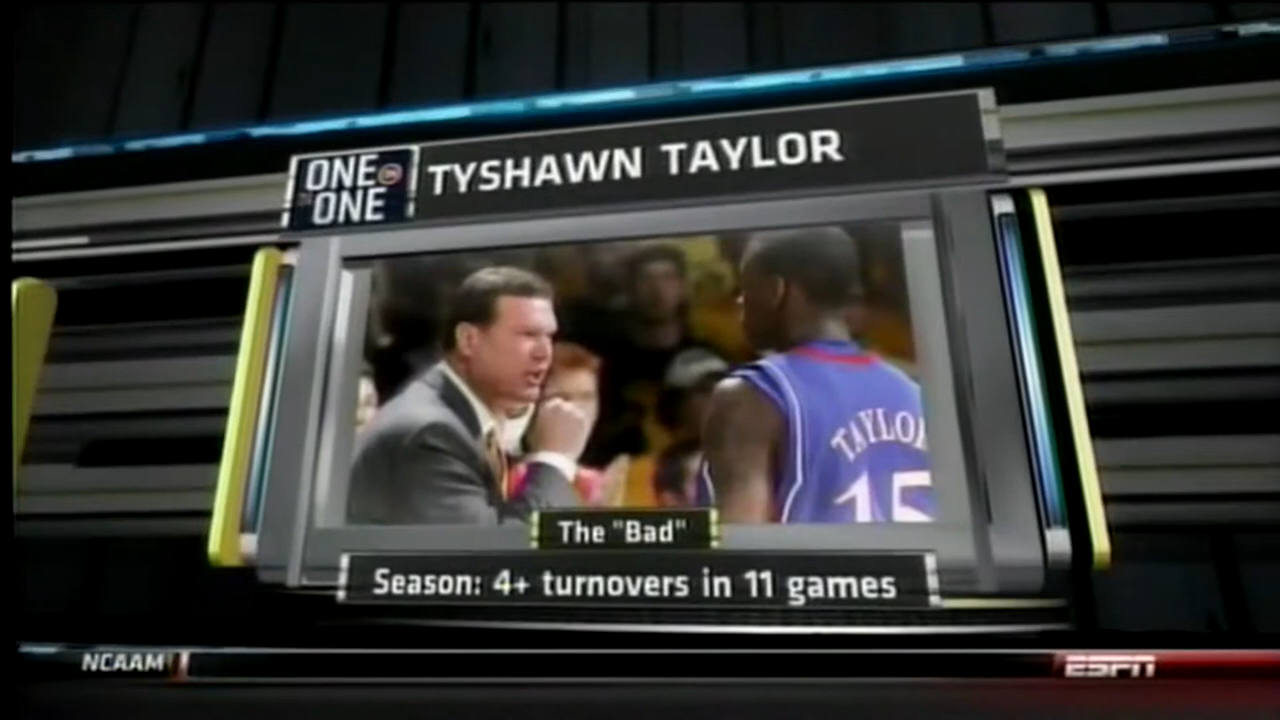 ONE
ONE
TYSHAWN TAYLOR
TAYLOR
15
The "Bad"
Season: 4+ turnovers in 11 games
NCAAM
ESPN